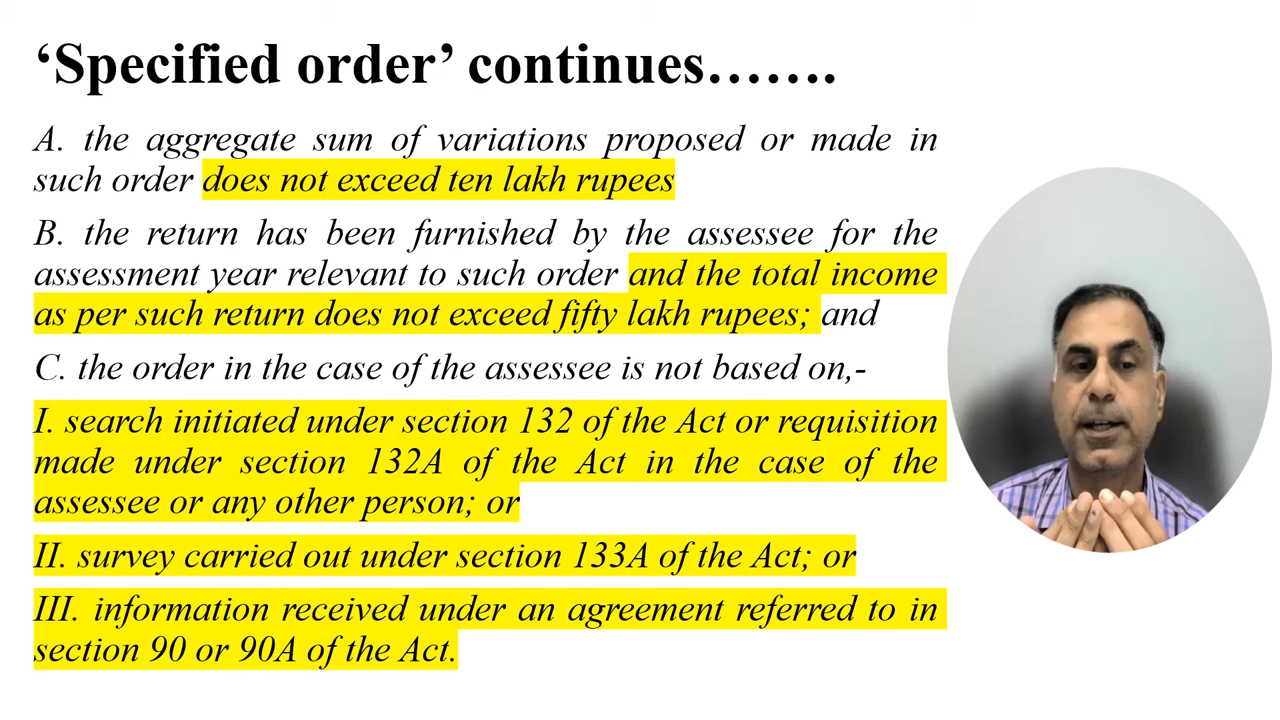 ‘Specified order’ continues…….
A. the aggregate sum of variations proposed or made in
such order does not exceed ten lakh rupees
B. the return has been furnished by the assessee for the
assessment year relevant to such order and the total income
as per such return does not exceed fifty lakh rupees; and
C. the order in the case of the assessee is not based on,-
I. search initiated under section 132 of the Act or requisition
made under section 132A of the Act in the case of the
assessee or any other person; or
II. survey carried out under section 133A of the Act; or
III. information received under an agreement referred to in
section 90 or 90A of the Act.